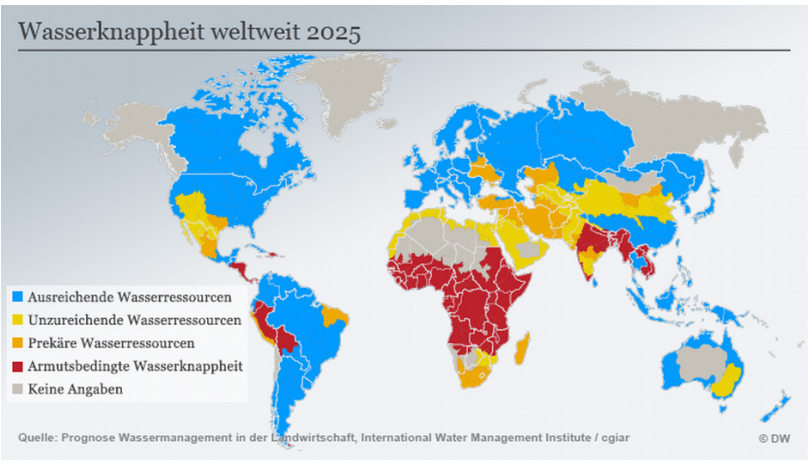 Wasserknappheit weltweit 2025
Ausreichende Wasserressourcen
Unzureichende Wasserressourcen
Prekäre Wasserressourcen
Armutsbedingte Wasserknappheit
Keine Angaben
Quelle: Prognose Wassermanagement in der Landwirtschaft, International Water Management Institute / cgiar
© DW